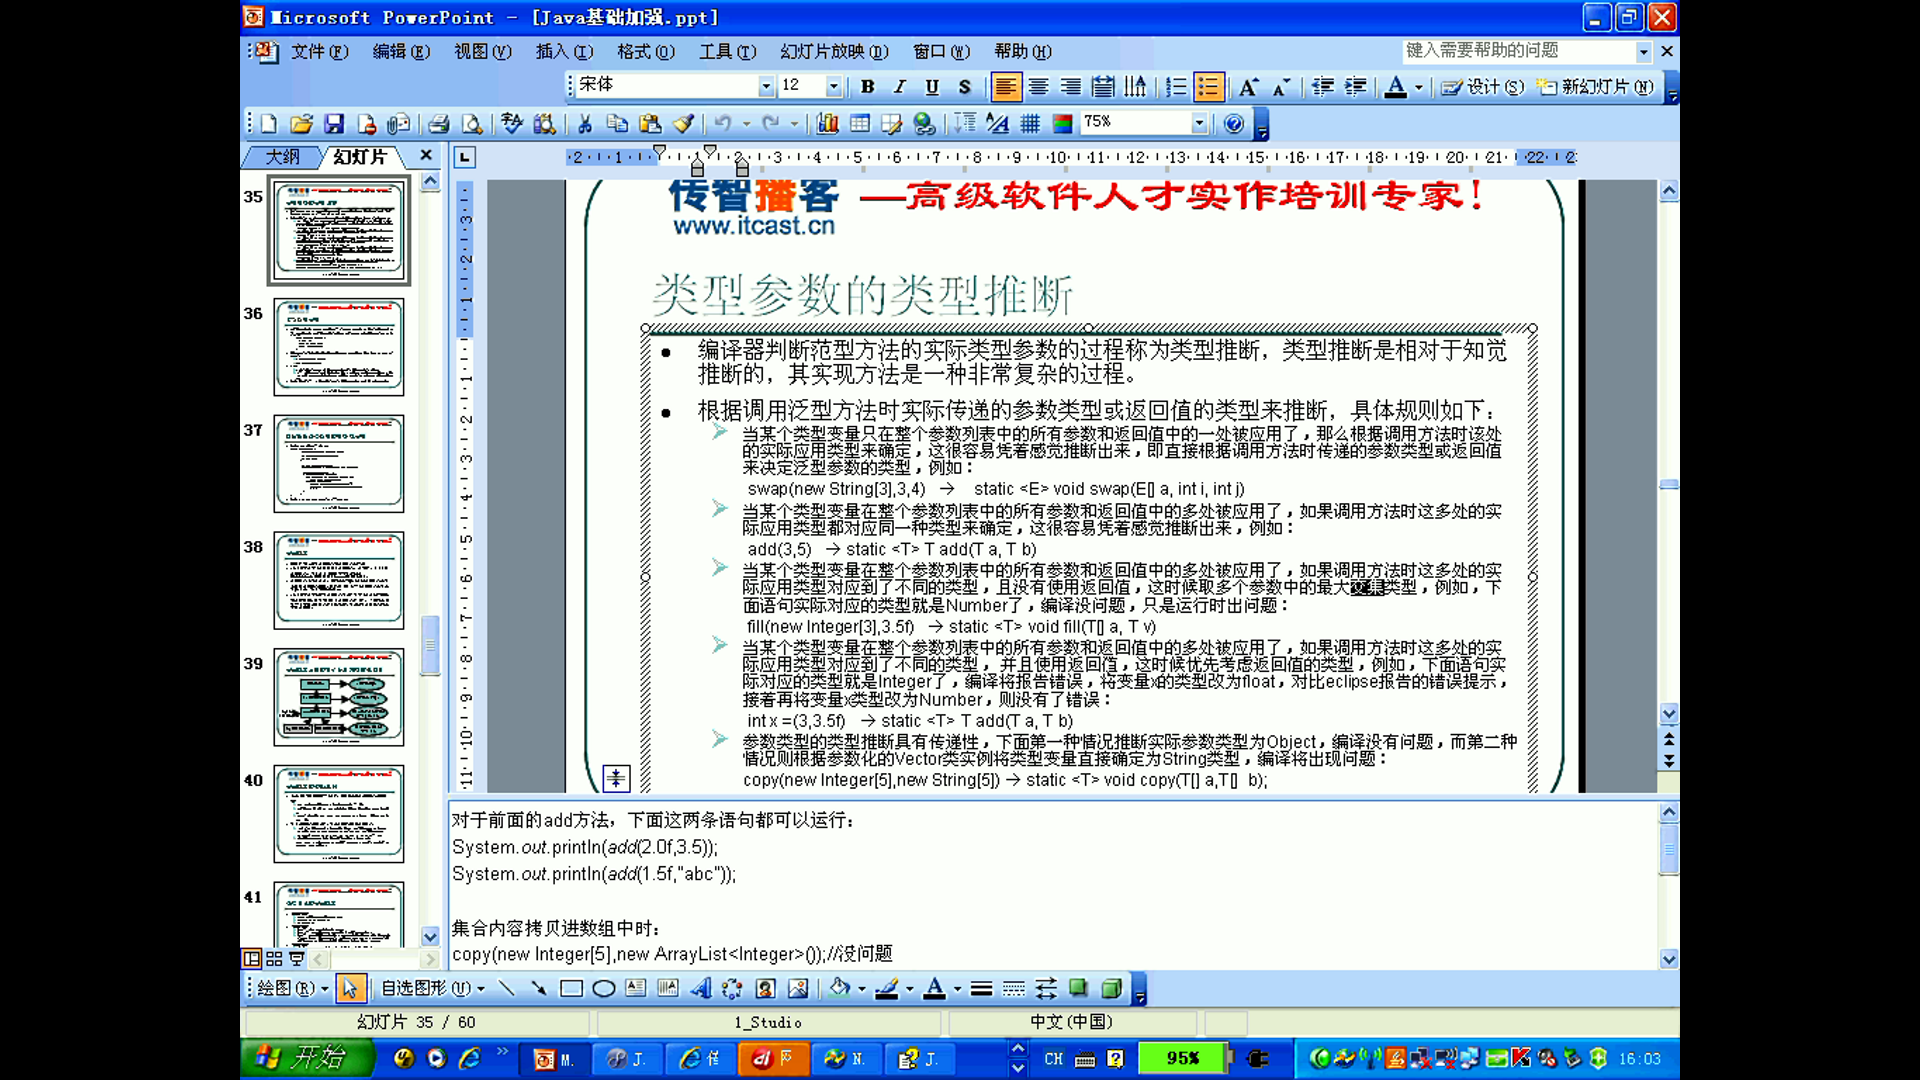 Microsoft PowerPoint - [Java基础加强.ppt]
文件(F) 编辑(E) 视图(V) 插入(I) 格式(O) 工具(T) 幻灯片放映(D) 窗口(W) 帮助(H)
键入需要帮助的问题
宋体 12 B I U S 设计(S) 新幻灯片(N)
75%
大纲 幻灯片
35
36
37
38
39
40
41
传智播客 —高级软件人才实作培训专家!
www.itcast.cn
类型参数的类型推断
编译器判断范型方法的实际类型参数的过程称为类型推断，类型推断是相对于知觉
推断的，其实现方法是一种非常复杂的过程。
根据调用泛型方法时实际传递的参数类型或返回值的类型来推断，具体规则如下：
当某个类型变量只在整个参数列表中的所有参数和返回值中的一处被应用了，那么根据调用方法时该处
的实际应用类型来确定，这很容易凭着感觉推断出来，即直接根据调用方法时传递的参数类型或返回值
来决定泛型参数的类型，例如：
swap(new String[3],3,4) → static <E> void swap(E[] a, int i, int j)
当某个类型变量在整个参数列表中的所有参数和返回值中的多处被应用了，如果调用方法时这多处的实
际应用类型都对应同一种类型来确定，这很容易凭着感觉推断出来，例如：
add(3,5) → static <T> T add(T a, T b)
当某个类型变量在整个参数列表中的所有参数和返回值中的多处被应用了，如果调用方法时这多处的实
际应用类型对应到了不同的类型，且没有使用返回值，这时候取多个参数中的最大交集类型，例如，下
面语句实际对应的类型就是Number了，编译没问题，只是运行时出问题：
fill(new Integer[3],3.5f) → static <T> void fill(T[] a, T v)
当某个类型变量在整个参数列表中的所有参数和返回值中的多处被应用了，如果调用方法时这多处的实
际应用类型对应到了不同的类型， 并且使用返回值，这时候优先考虑返回值的类型，例如，下面语句实
际对应的类型就是Integer了，编译将报告错误，将变量x的类型改为float，对比eclipse报告的错误提示，
接着再将变量x类型改为Number，则没有了错误：
int x =(3,3.5f) → static <T> T add(T a, T b)
参数类型的类型推断具有传递性，下面第一种情况推断实际参数类型为Object，编译没有问题，而第二种
情况则根据参数化的Vector类实例将类型变量直接确定为String类型，编译将出现问题：
copy(new Integer[5],new String[5]) → static <T> void copy(T[] a,T[] b);
对于前面的add方法，下面这两条语句都可以运行：
System.out.println(add(2.0f,3.5));
System.out.println(add(1.5f,"abc"));
集合内容拷贝进数组中时：
copy(new Integer[5],new ArrayList<Integer>());//没问题
绘图(R) 自选图形(U)
幻灯片 35 / 60 1_Studio 中文(中国)
开始 M. J. 传 N. J. CH 95% 16:03